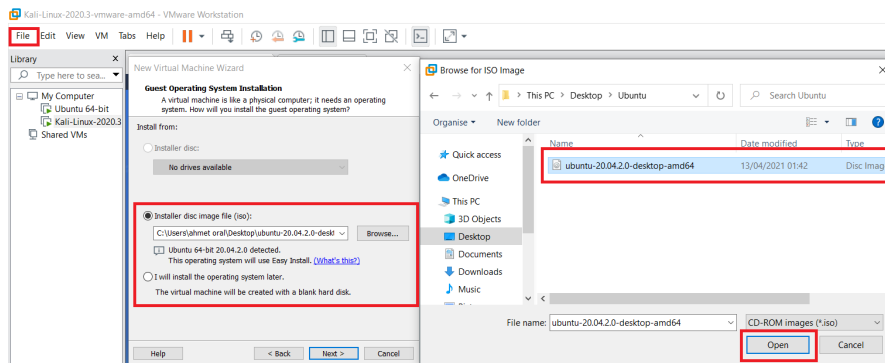 Kali-Linux-2020.3-vmware-amd64 - VMware Workstation
File Edit View VM Tabs Help
Library X
Type here to sea...
My Computer
Ubuntu 64-bit
Kali-Linux-2020.3
Shared VMs
New Virtual Machine Wizard
Guest Operating System Installation
A virtual machine is like a physical computer; it needs an operating
system. How will you install the guest operating system?
Install from:
Installer disc:
No drives available
Installer disc image file (iso):
C:\Users\ahmet oral\Desktop\ubuntu-20.04.2.0-deskt
Browse...
Ubuntu 64-bit 20.04.2.0 detected.
This operating system will use Easy Install. (What's this?)
I will install the operating system later.
The virtual machine will be created with a blank hard disk.
Help < Back Next > Cancel
Browse for ISO Image
This PC > Desktop > Ubuntu
Search Ubuntu
Organise New folder
Name Date modified Type
Quick access
OneDrive
This PC
3D Objects
Desktop
Documents
Downloads
Music
ubuntu-20.04.2.0-desktop-amd64 13/04/2021 01:42 Disc Imag
File name: ubuntu-20.04.2.0-desktop-amd64 CD-ROM images (*.iso)
Open Cancel